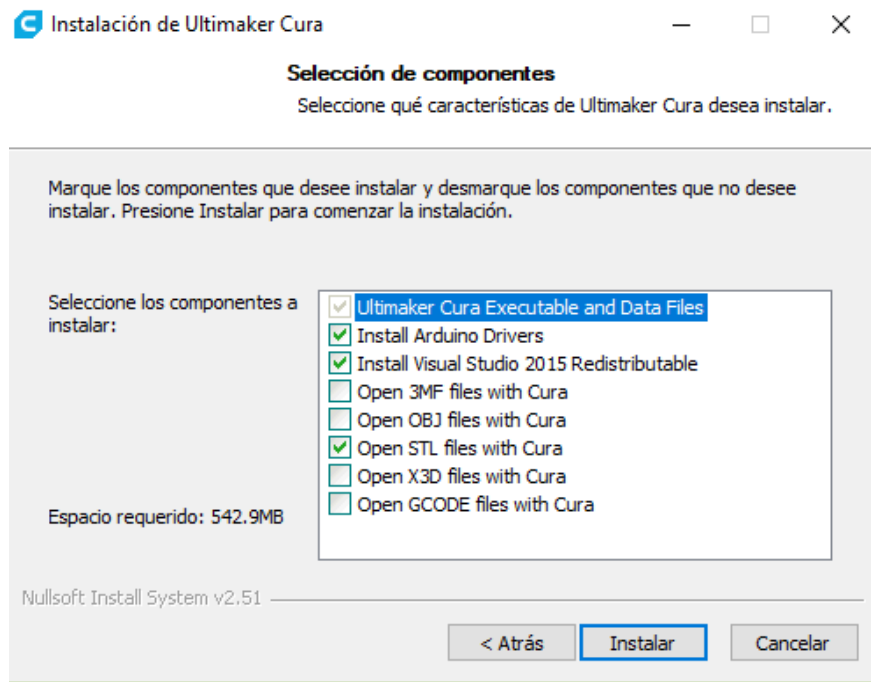 Instalación de Ultimaker Cura
Selección de componentes
Seleccione qué características de Ultimaker Cura desea instalar.
Marque los componentes que desee instalar y desmarque los componentes que no desee
instalar. Presione Instalar para comenzar la instalación.
Seleccione los componentes a
instalar:
Ultimaker Cura Executable and Data Files
Install Arduino Drivers
Install Visual Studio 2015 Redistributable
Open 3MF files with Cura
Open OBJ files with Cura
Open STL files with Cura
Open X3D files with Cura
Open GCODE files with Cura
Espacio requerido: 542.9MB
Nullsoft Install System v2.51
< Atrás
Instalar
Cancelar